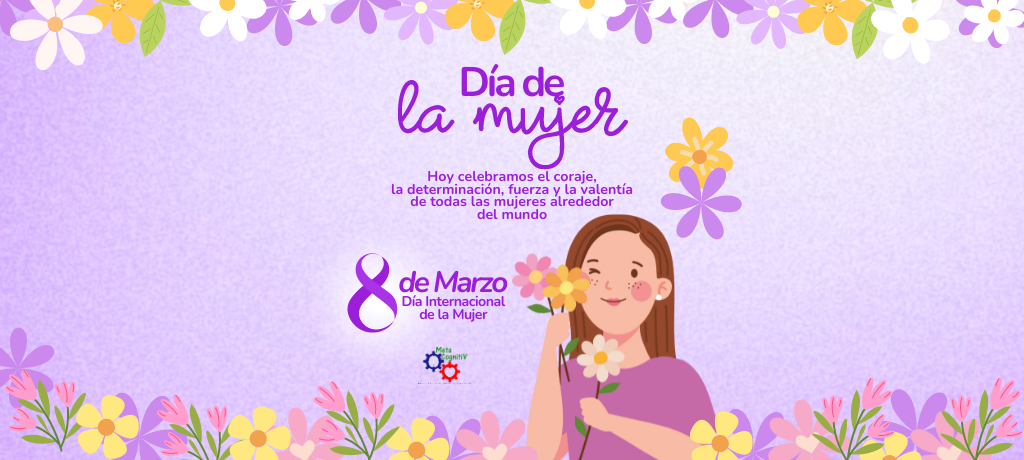 Día de
la mujer
Hoy celebramos el coraje,
la determinación, fuerza y la valentía
de todas las mujeres alrededor
del mundo
8 de Marzo
Día Internacional
de la Mujer
Meta
CognitiV